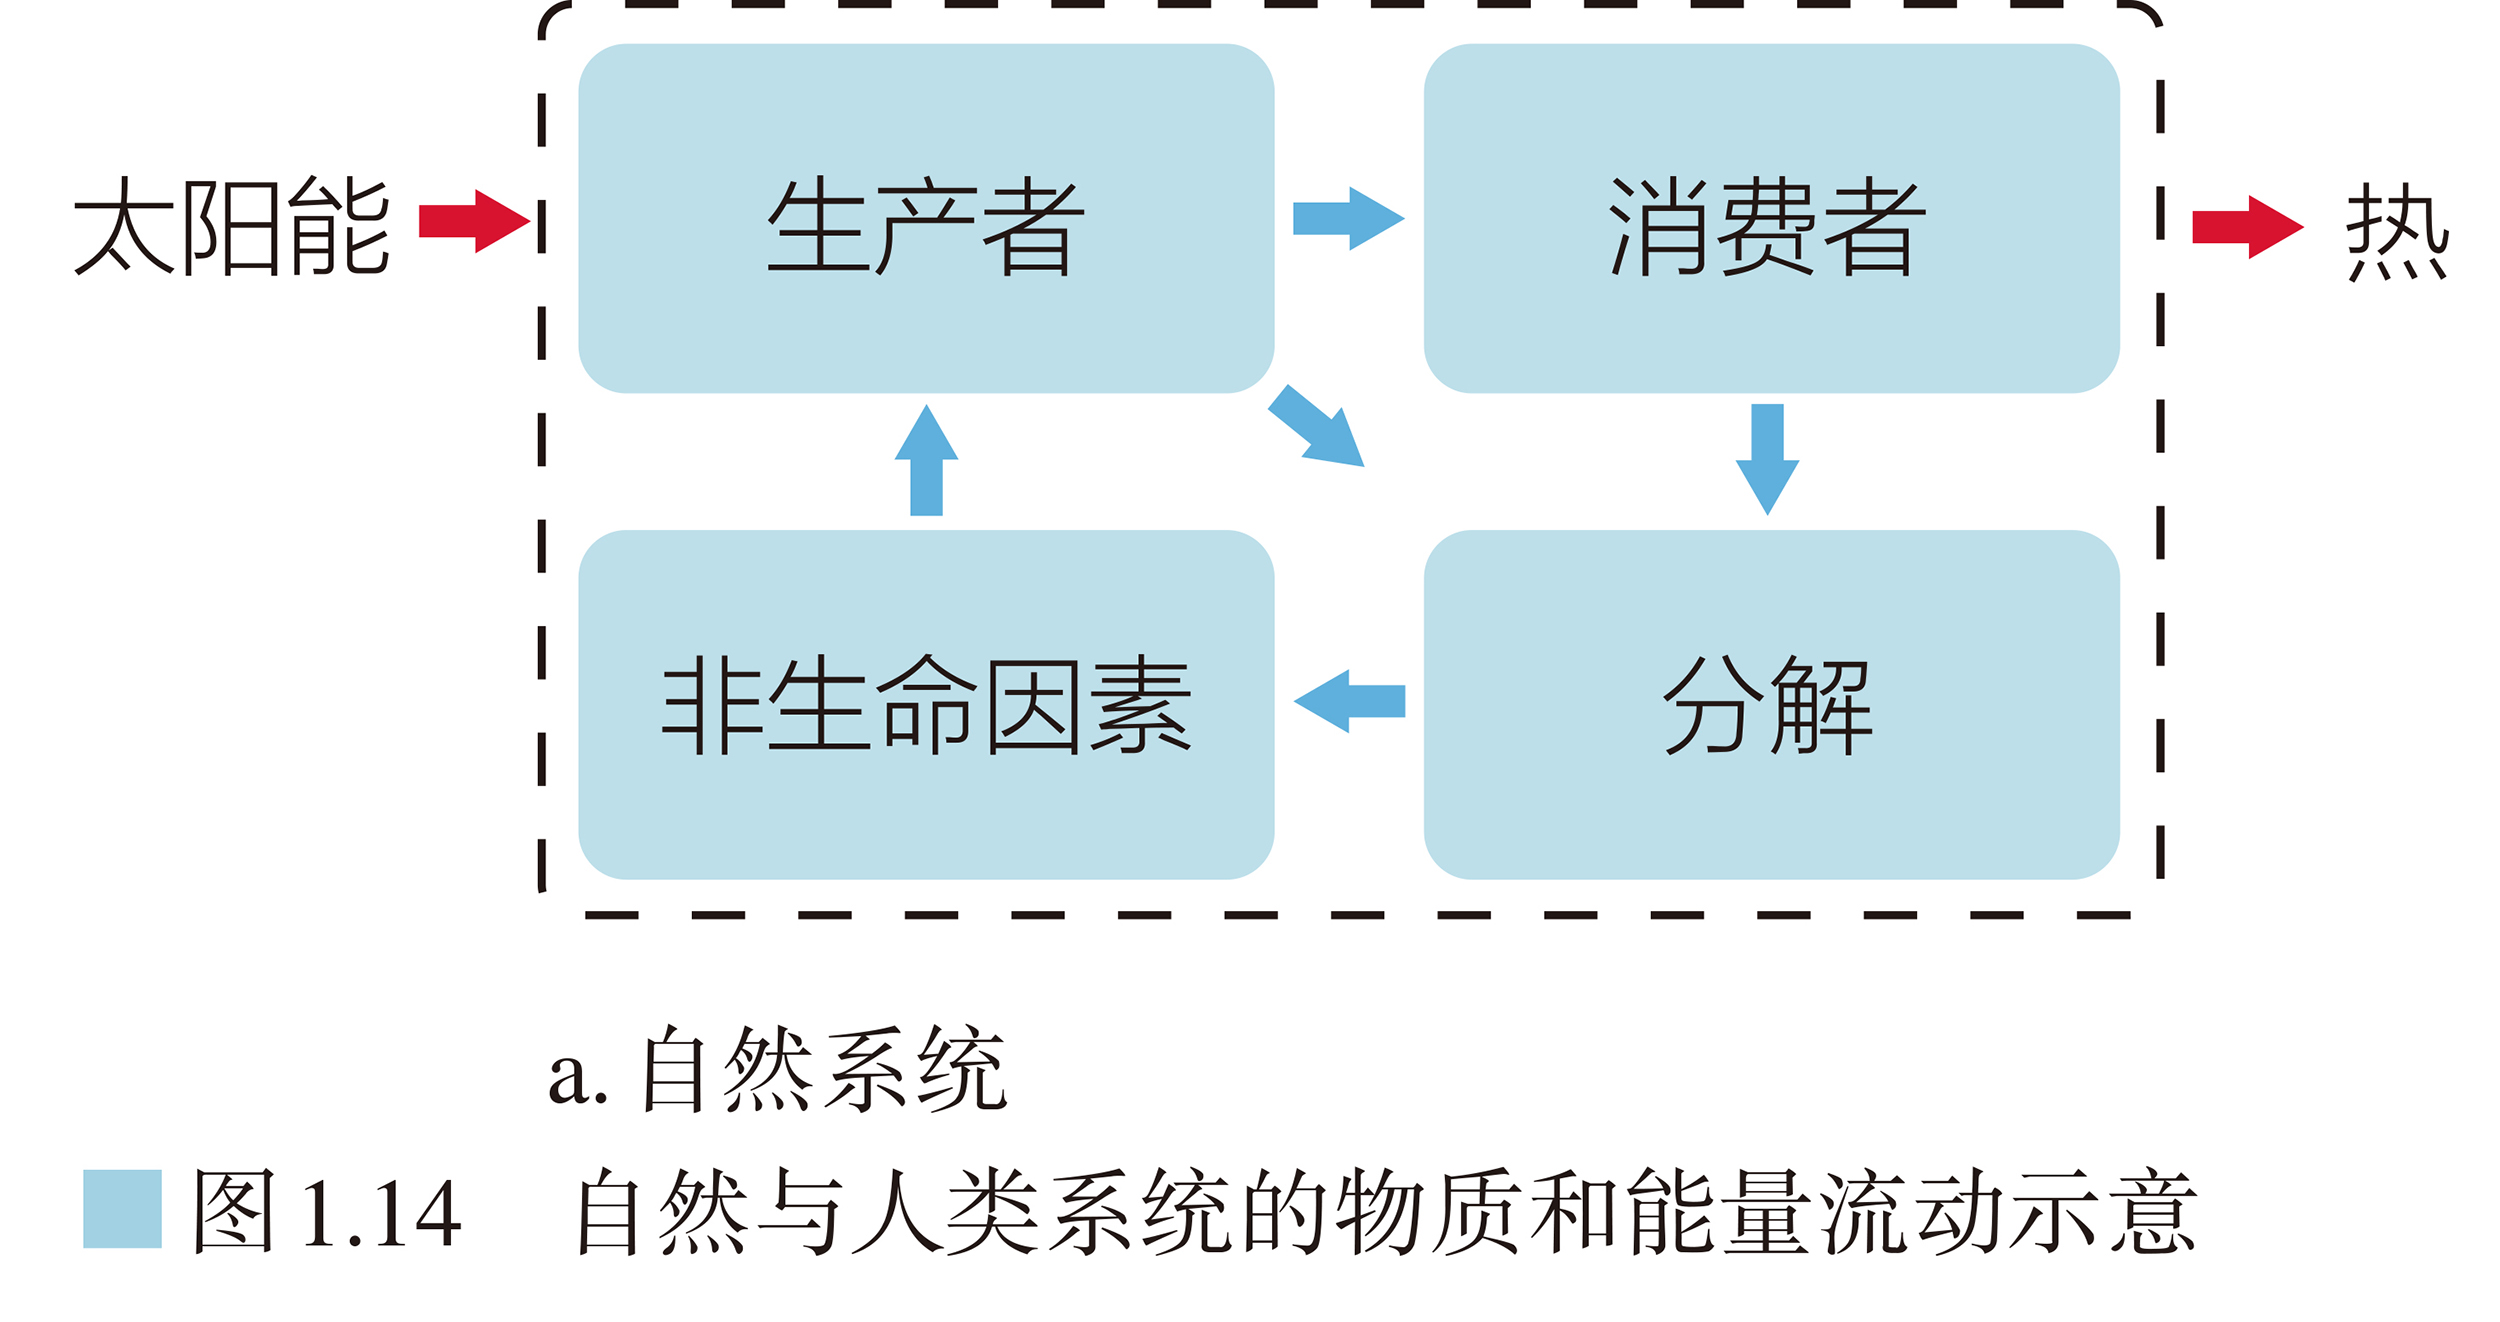 太阳能
生产者
消费者
热
非生命因素
分解
a. 自然系统
图 1.14 自然与人类系统的物质和能量流动示意